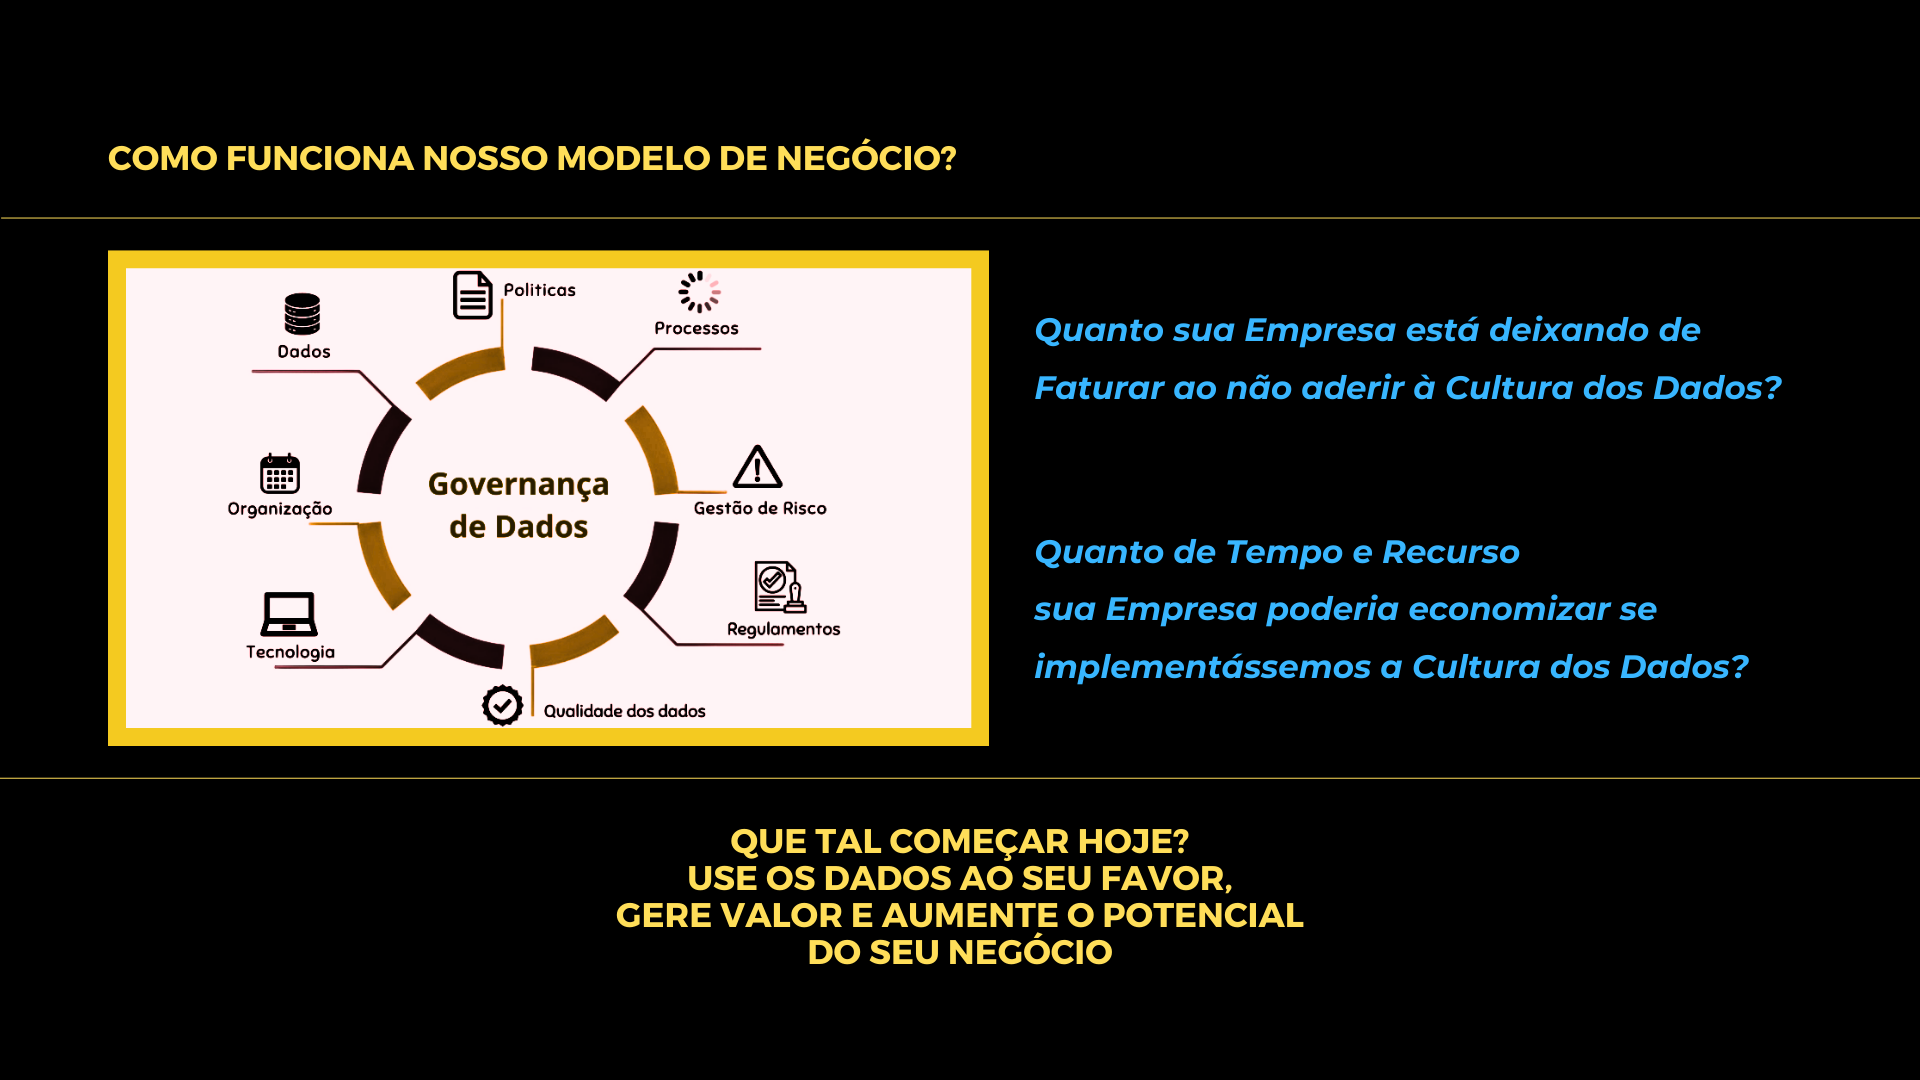 COMO FUNCIONA NOSSO MODELO DE NEGÓCIO?
Politicas
Processos
Dados
Governança
de Dados
Organização
Gestão de Risco
Tecnologia
Regulamentos
Qualidade dos dados
Quanto sua Empresa está deixando de
Faturar ao não aderir à Cultura dos Dados?
Quanto de Tempo e Recurso
sua Empresa poderia economizar se
implementássemos a Cultura dos Dados?
QUE TAL COMEÇAR HOJE?
USE OS DADOS AO SEU FAVOR,
GERE VALOR E AUMENTE O POTENCIAL
DO SEU NEGÓCIO